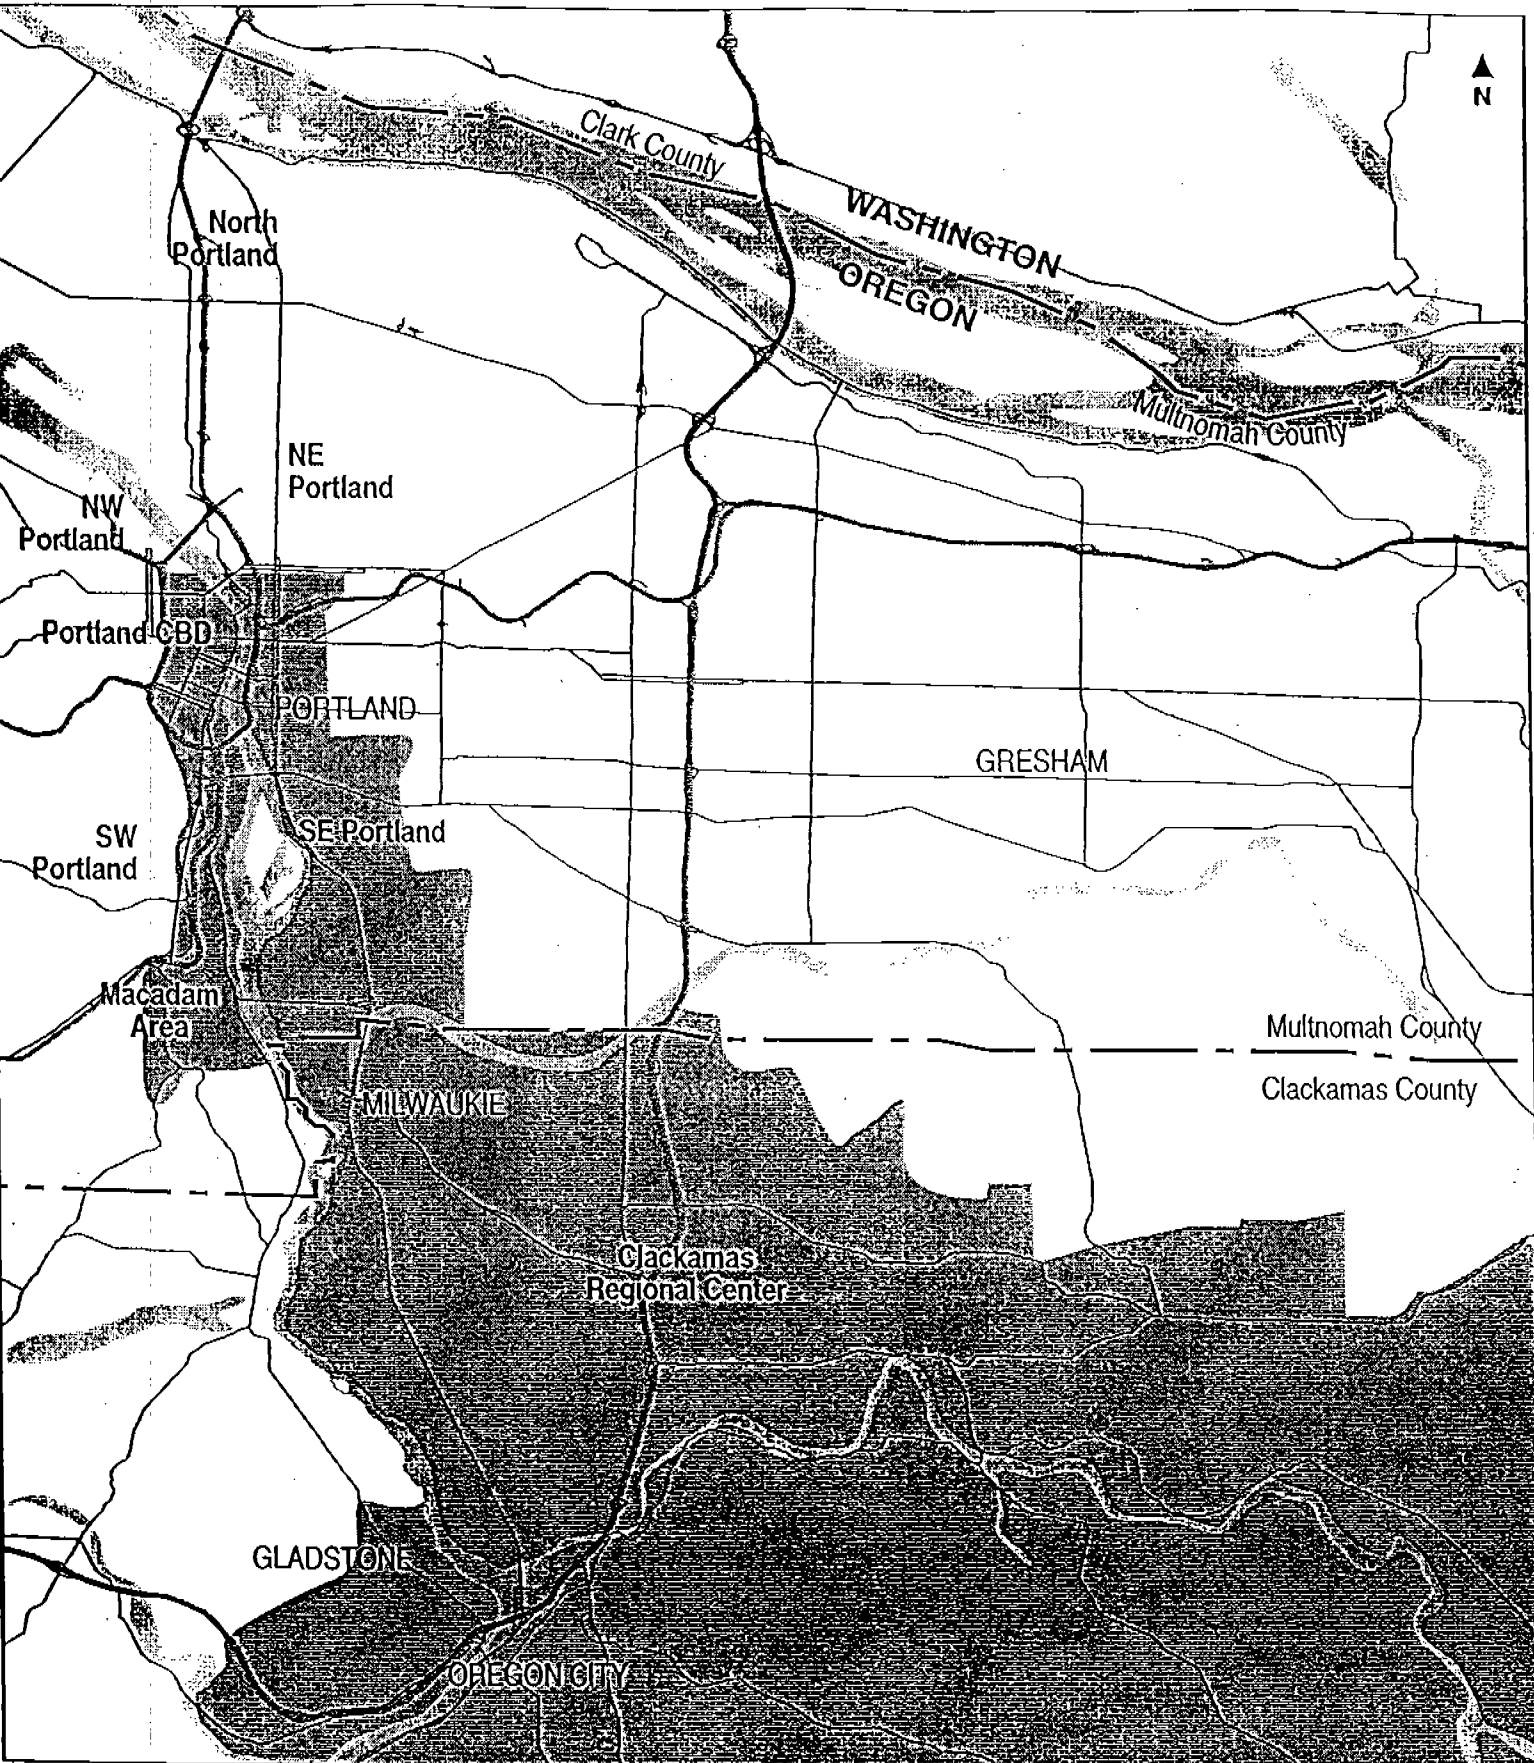 N
Clark County
WASHINGTON
OREGON
North
Portland
Multnomah County
NE
Portland
NW
Portland
Portland CBD
PORTLAND
GRESHAM
SW
Portland
SE Portland
Macadam
Area
Multnomah County
Clackamas County
MILWAUKIE
Clackamas
Regional Center
GLADSTONE
OREGON CITY